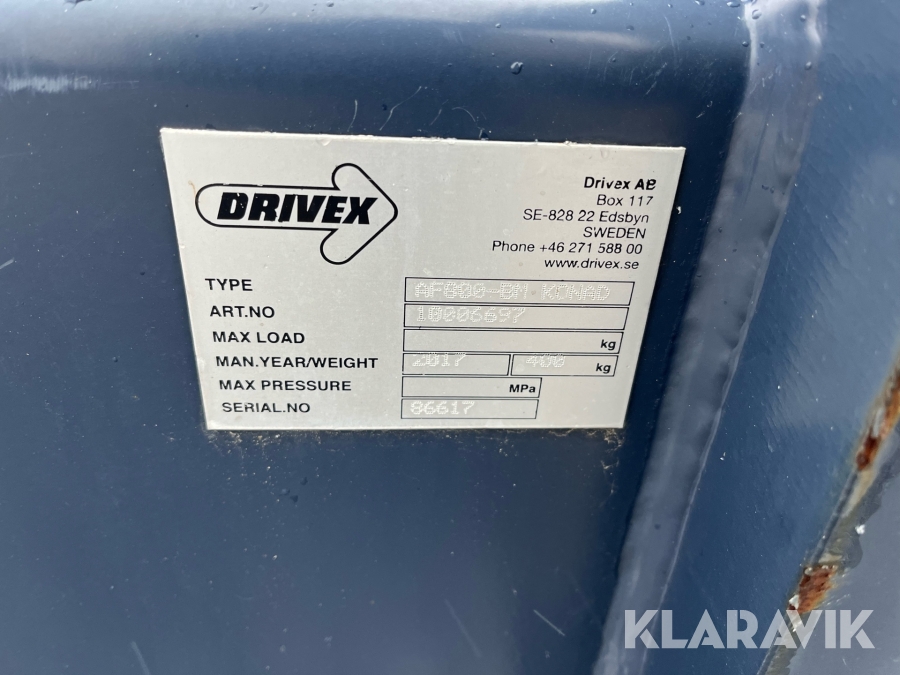 DRIVEX
Drivex AB
Box 117
SE-828 22 Edsbyn
SWEDEN
Phone +46 271 588 00
www.drivex.se
TYPE
ART.NO 10006697
MAX LOAD kg
MAN.YEAR/WEIGHT 2017 kg
MAX PRESSURE MPa
SERIAL.NO 86617
KLARAVIK